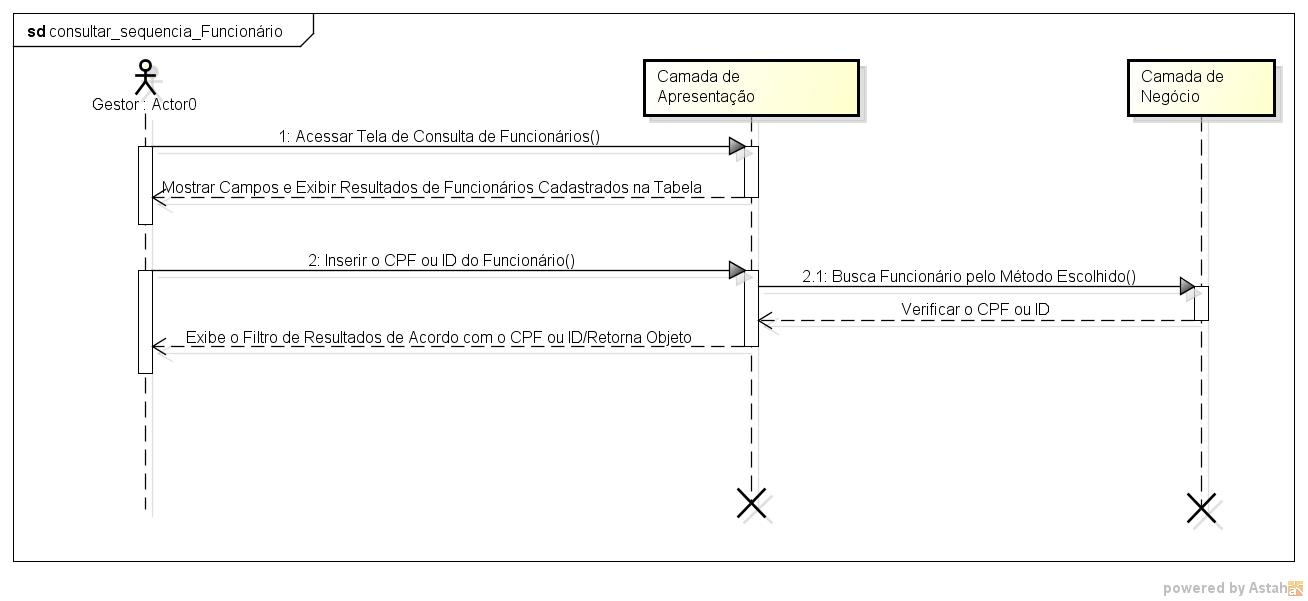 sd consultar_sequencia_Funcionário
Gestor : Actor0
Camada de
Apresentação
Camada de
Negócio
1: Acessar Tela de Consulta de Funcionários()
Mostrar Campos e Exibir Resultados de Funcionários Cadastrados na Tabela
2: Inserir o CPF ou ID do Funcionário()
2.1: Busca Funcionário pelo Método Escolhido()
Verificar o CPF ou ID
Exibe o Filtro de Resultados de Acordo com o CPF ou ID/Retorna Objeto
powered by Astah